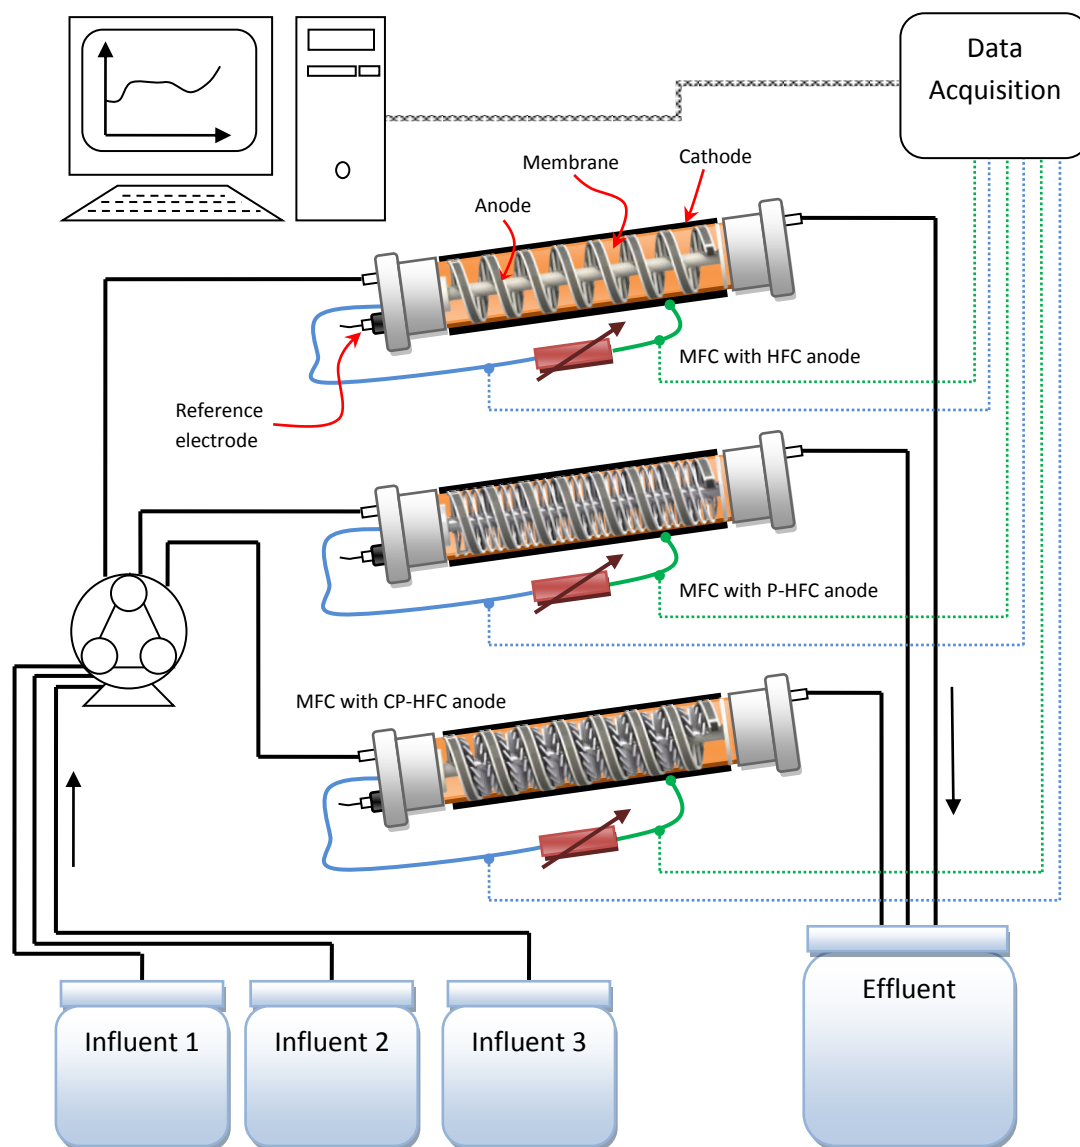 Data
Acquisition
Cathode
Membrane
Anode
MFC with HFC anode
Reference
electrode
MFC with P-HFC anode
MFC with CP-HFC anode
Effluent
Influent 1
Influent 2
Influent 3